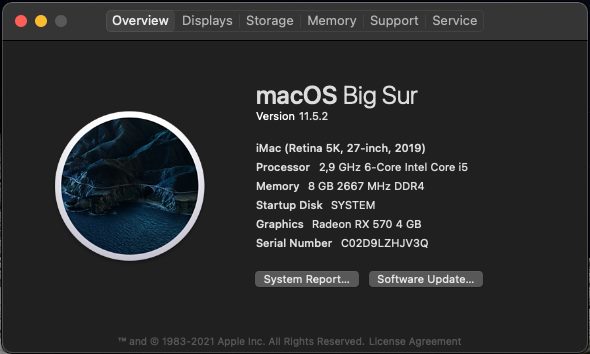 Overview Displays Storage Memory Support Service
macOS Big Sur
Version 11.5.2
iMac (Retina 5K, 27-inch, 2019)
Processor 2,9 GHz 6-Core Intel Core i5
Memory 8 GB 2667 MHz DDR4
Startup Disk SYSTEM
Graphics Radeon RX 570 4 GB
Serial Number C02D9LZHJV3Q
System Report... Software Update...
™ and © 1983-2021 Apple Inc. All Rights Reserved. License Agreement